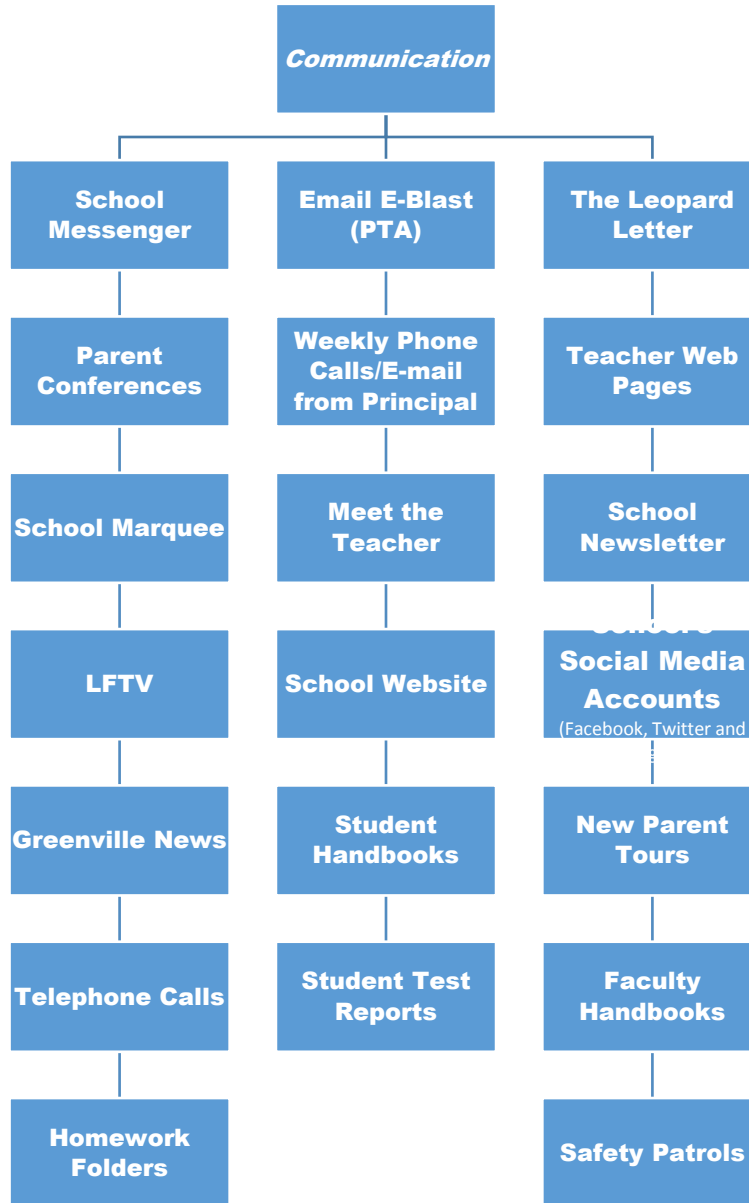 Communication
School
Messenger
Email E-Blast
(PTA)
The Leopard
Letter
Parent
Conferences
Weekly Phone
Calls/E-mail
from Principal
Teacher Web
Pages
School Marquee
Meet the
Teacher
School
Newsletter
LFTV
School Website
School's
Social Media
Accounts
(Facebook, Twitter and
Greenville News
Student
Handbooks
New Parent
Tours
Telephone Calls
Student Test
Reports
Faculty
Handbooks
Homework
Folders
Safety Patrols